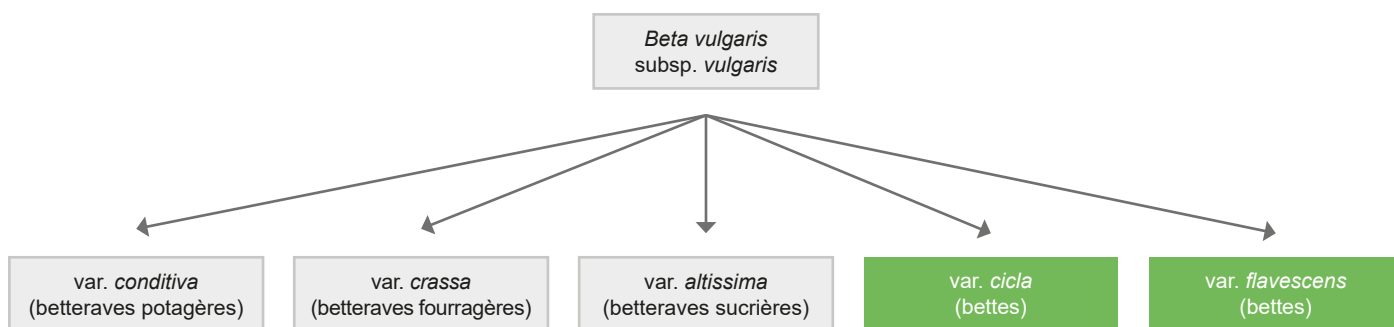 Beta vulgaris
subsp. vulgaris
var. conditiva
(betteraves potagères)
var. crassa
(betteraves fourragères)
var. altissima
(betteraves sucrières)
var. cicla
(bettes)
var. flavescens
(bettes)